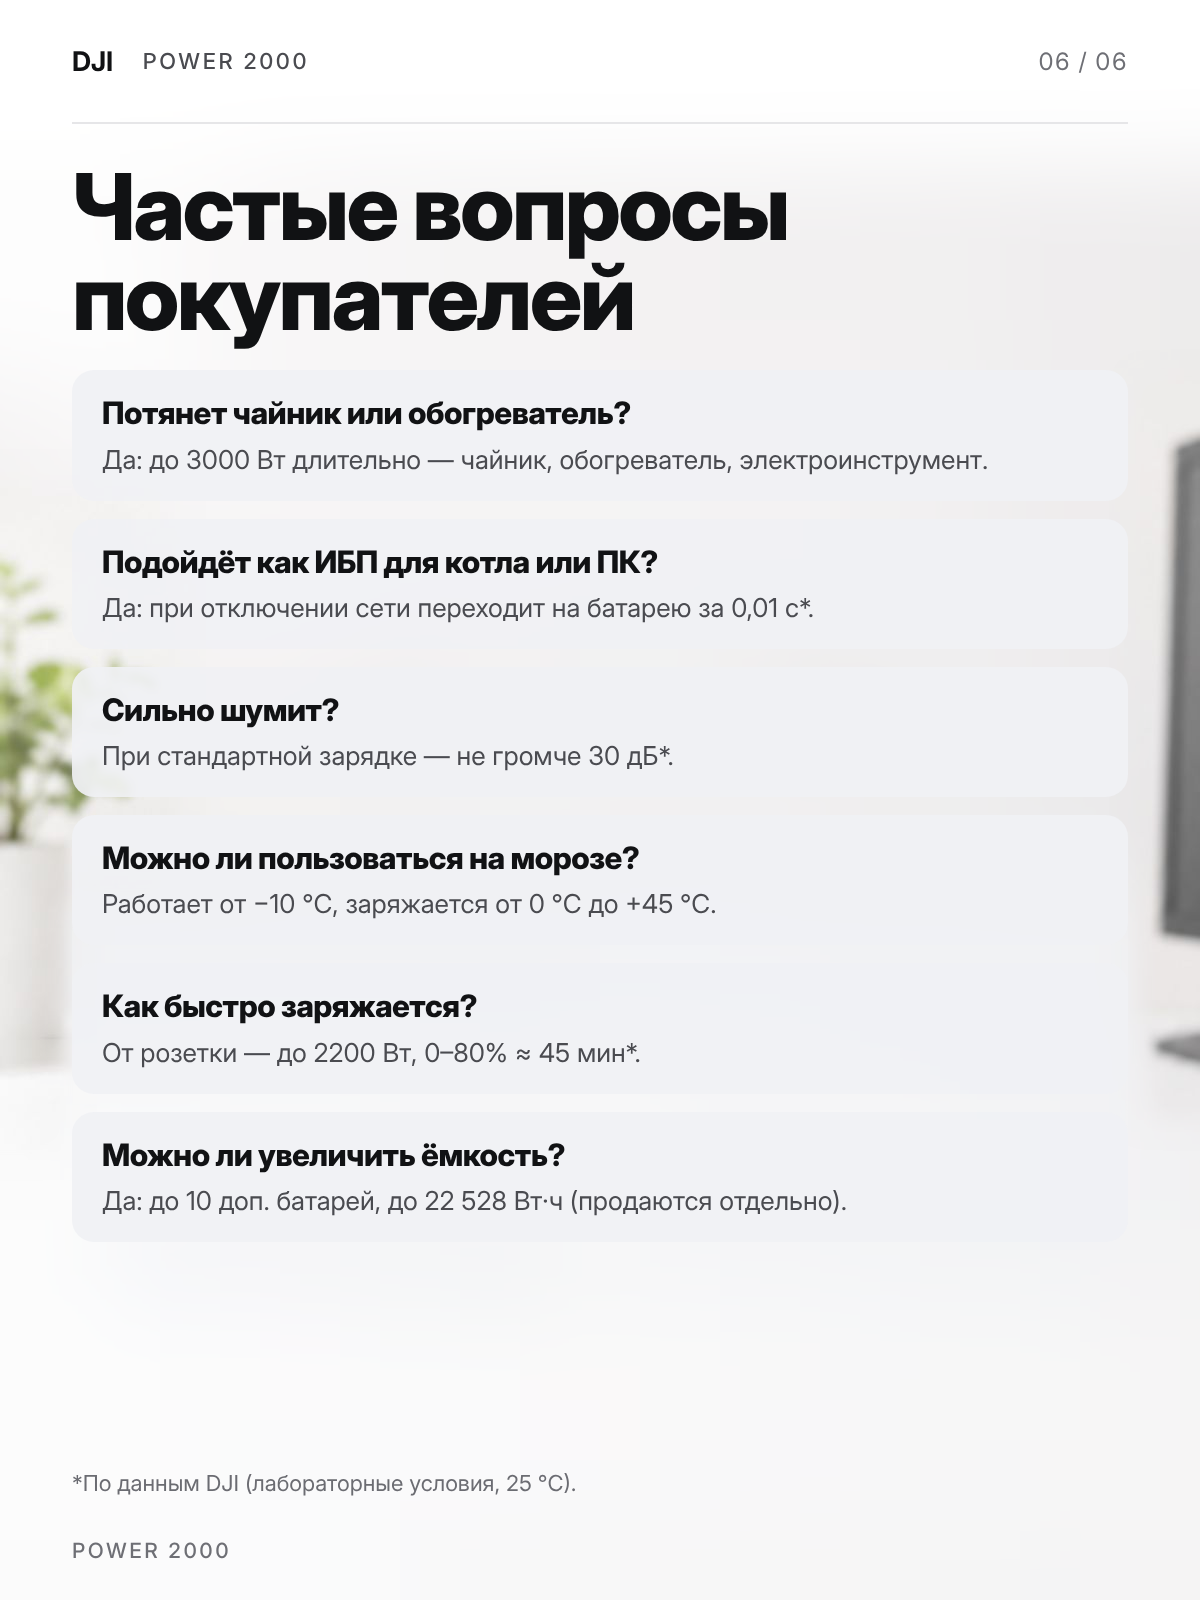 DJI POWER 2000 06 / 06
Частые вопросы
покупателей
Потянет чайник или обогреватель?
Да: до 3000 Вт длительно — чайник, обогреватель, электроинструмент.
Подойдёт как ИБП для котла или ПК?
Да: при отключении сети переходит на батарею за 0,01 с*.
Сильно шумит?
При стандартной зарядке — не громче 30 дБ*.
Можно ли пользоваться на морозе?
Работает от −10 °C, заряжается от 0 °C до +45 °C.
Как быстро заряжается?
От розетки — до 2200 Вт, 0–80% ≈ 45 мин*.
Можно ли увеличить ёмкость?
Да: до 10 доп. батарей, до 22 528 Вт·ч (продаются отдельно).
*По данным DJI (лабораторные условия, 25 °C).
POWER 2000